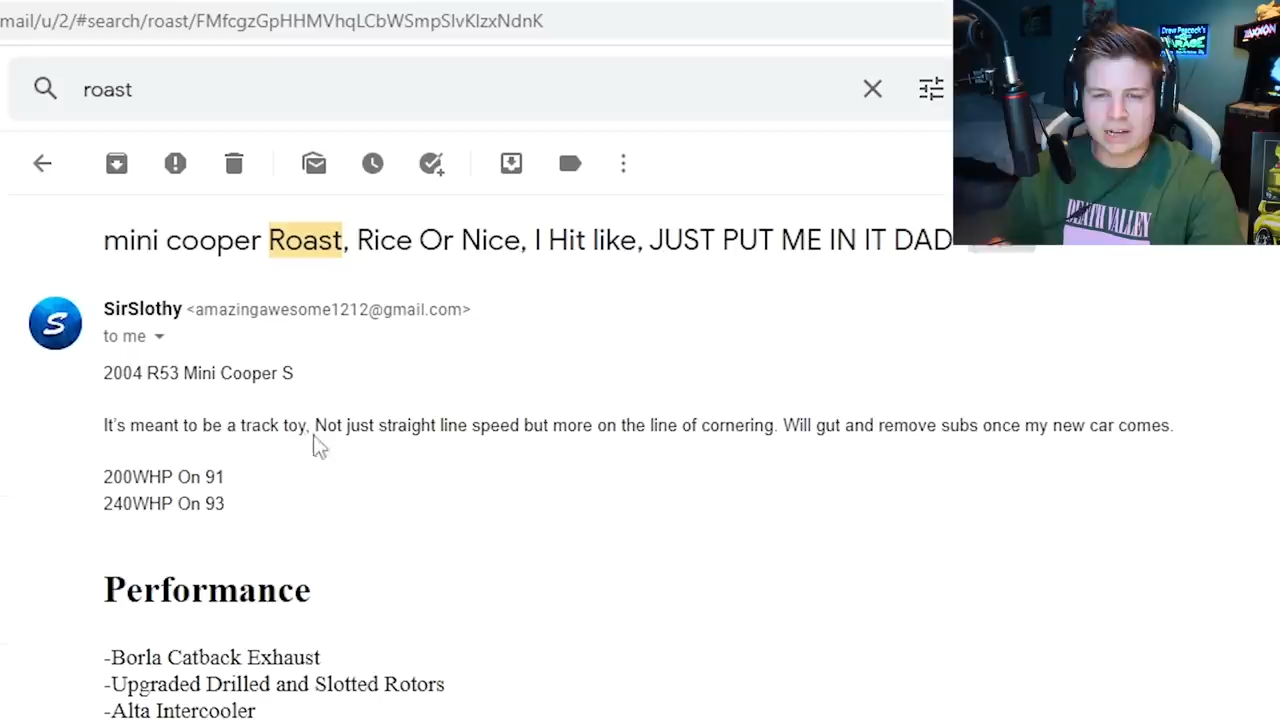 mail/u/2/#search/roast/FMfcgzGpHHMVhqLCbWSmpSlvKlzxNdnK
roast
mini cooper Roast, Rice Or Nice, I Hit like, JUST PUT ME IN IT DAD
SirSlothy <amazingawesome1212@gmail.com>
S
to me
2004 R53 Mini Cooper S
It's meant to be a track toy, Not just straight line speed but more on the line of cornering. Will gut and remove subs once my new car comes.
200WHP On 91
240WHP On 93
Performance
-Borla Catback Exhaust
-Upgraded Drilled and Slotted Rotors
-Alta Intercooler
Drew Peacock's
GARAGE
ZAXXON
DEATH VALLEY